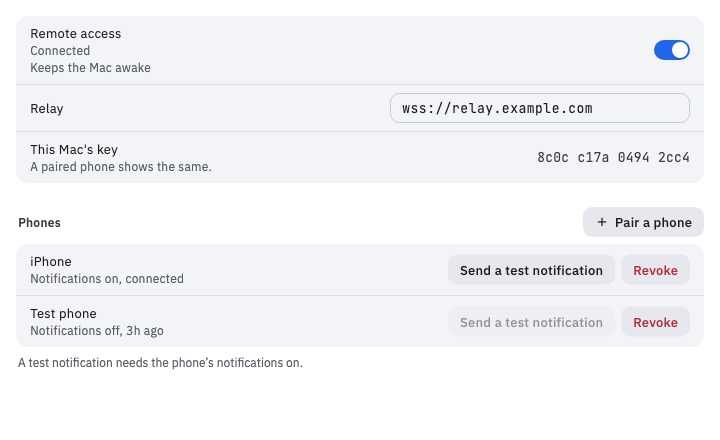 Remote access
Connected
Keeps the Mac awake
Relay
wss://relay.example.com
This Mac's key
A paired phone shows the same.
8c0c c17a 0494 2cc4
Phones
+ Pair a phone
iPhone
Notifications on, connected
Send a test notification
Revoke
Test phone
Notifications off, 3h ago
Send a test notification
Revoke
A test notification needs the phone’s notifications on.